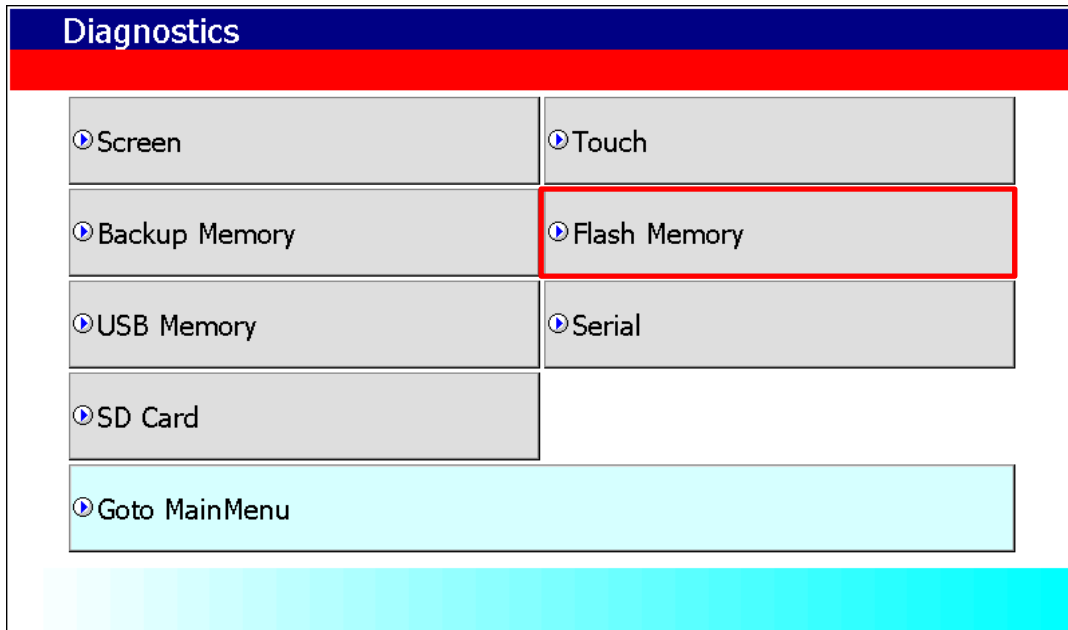 Diagnostics
Screen
Touch
Backup Memory
Flash Memory
USB Memory
Serial
SD Card
Goto MainMenu